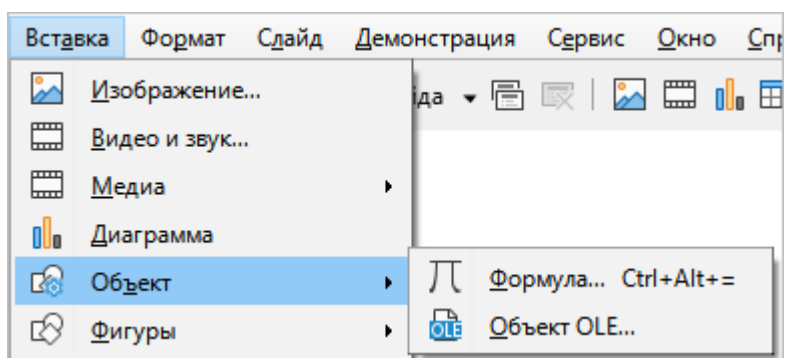 Вставка Формат Слайд Демонстрация Сервис Окно
Изображение...
Видео и звук...
Медиа
Диаграмма
Объект
Формула... Ctrl+Alt+=
OLE Объект OLE...
Фигуры